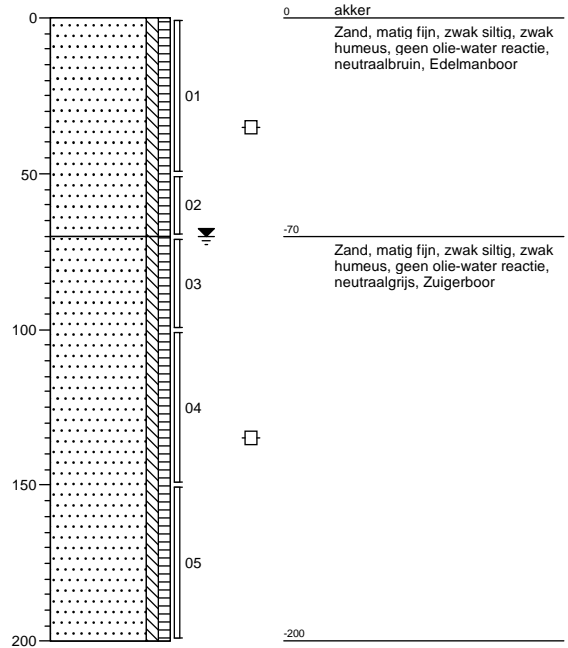 0
50
100
150
200
01
02
03
04
05
0
akker
Zand, matig fijn, zwak siltig, zwak
humeus, geen olie-water reactie,
neutraalbruin, Edelmanboor
-70
Zand, matig fijn, zwak siltig, zwak
humeus, geen olie-water reactie,
neutraalgrijs, Zuigerboor
-200